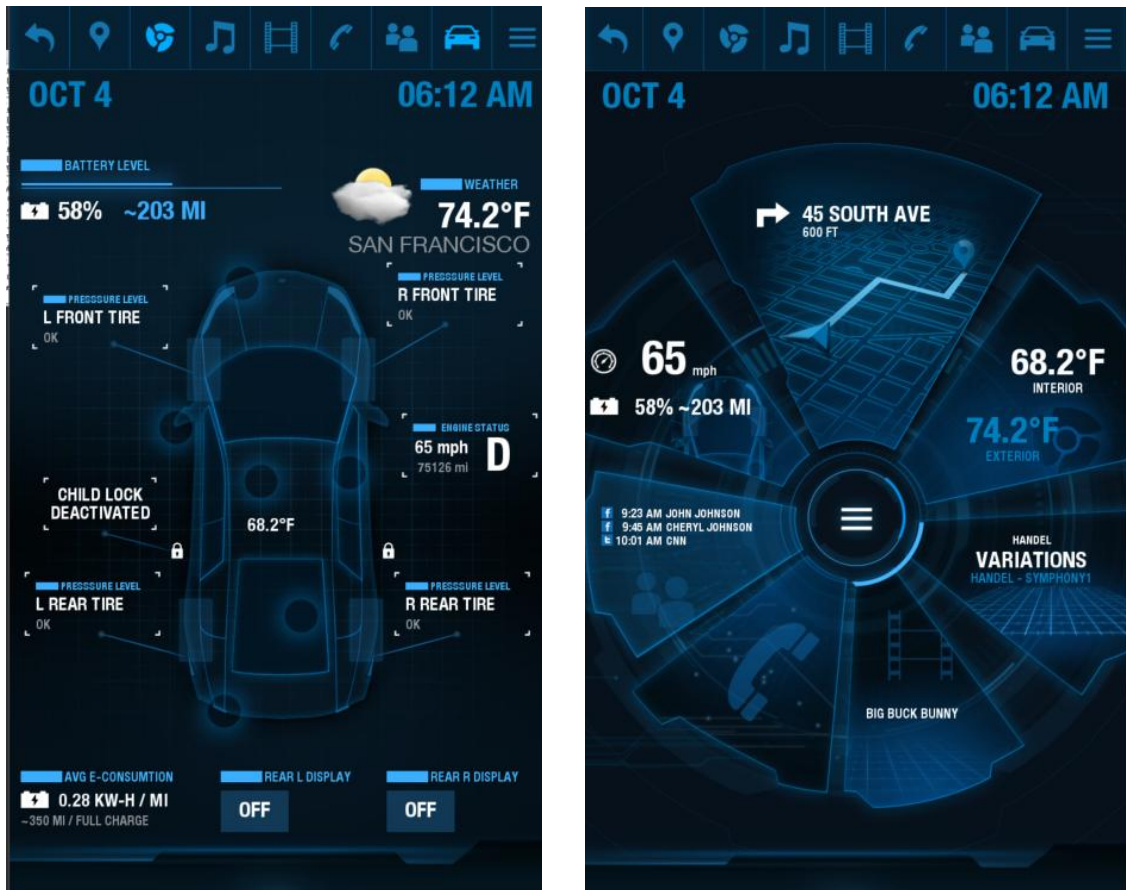 OCT 4
06:12 AM
BATTERY LEVEL
58% ~203 MI
WEATHER
74.2°F
SAN FRANCISCO
PRESSSURE LEVEL
L FRONT TIRE
OK
PRESSSURE LEVEL
R FRONT TIRE
OK
ENGINE STATUS
65 mph
75126 mi
D
CHILD LOCK
DEACTIVATED
68.2°F
PRESSSURE LEVEL
L REAR TIRE
OK
PRESSSURE LEVEL
R REAR TIRE
OK
AVG E-CONSUMTION
0.28 KW-H / MI
~350 MI / FULL CHARGE
REAR L DISPLAY
OFF
REAR R DISPLAY
OFF
OCT 4
06:12 AM
45 SOUTH AVE
600 FT
65 mph
58% ~203 MI
68.2°F
INTERIOR
74.2°F
EXTERIOR
f 9:23 AM JOHN JOHNSON
f 9:45 AM CHERYL JOHNSON
t 10:01 AM CNN
HANDEL
VARIATIONS
HANDEL - SYMPHONY1
BIG BUCK BUNNY